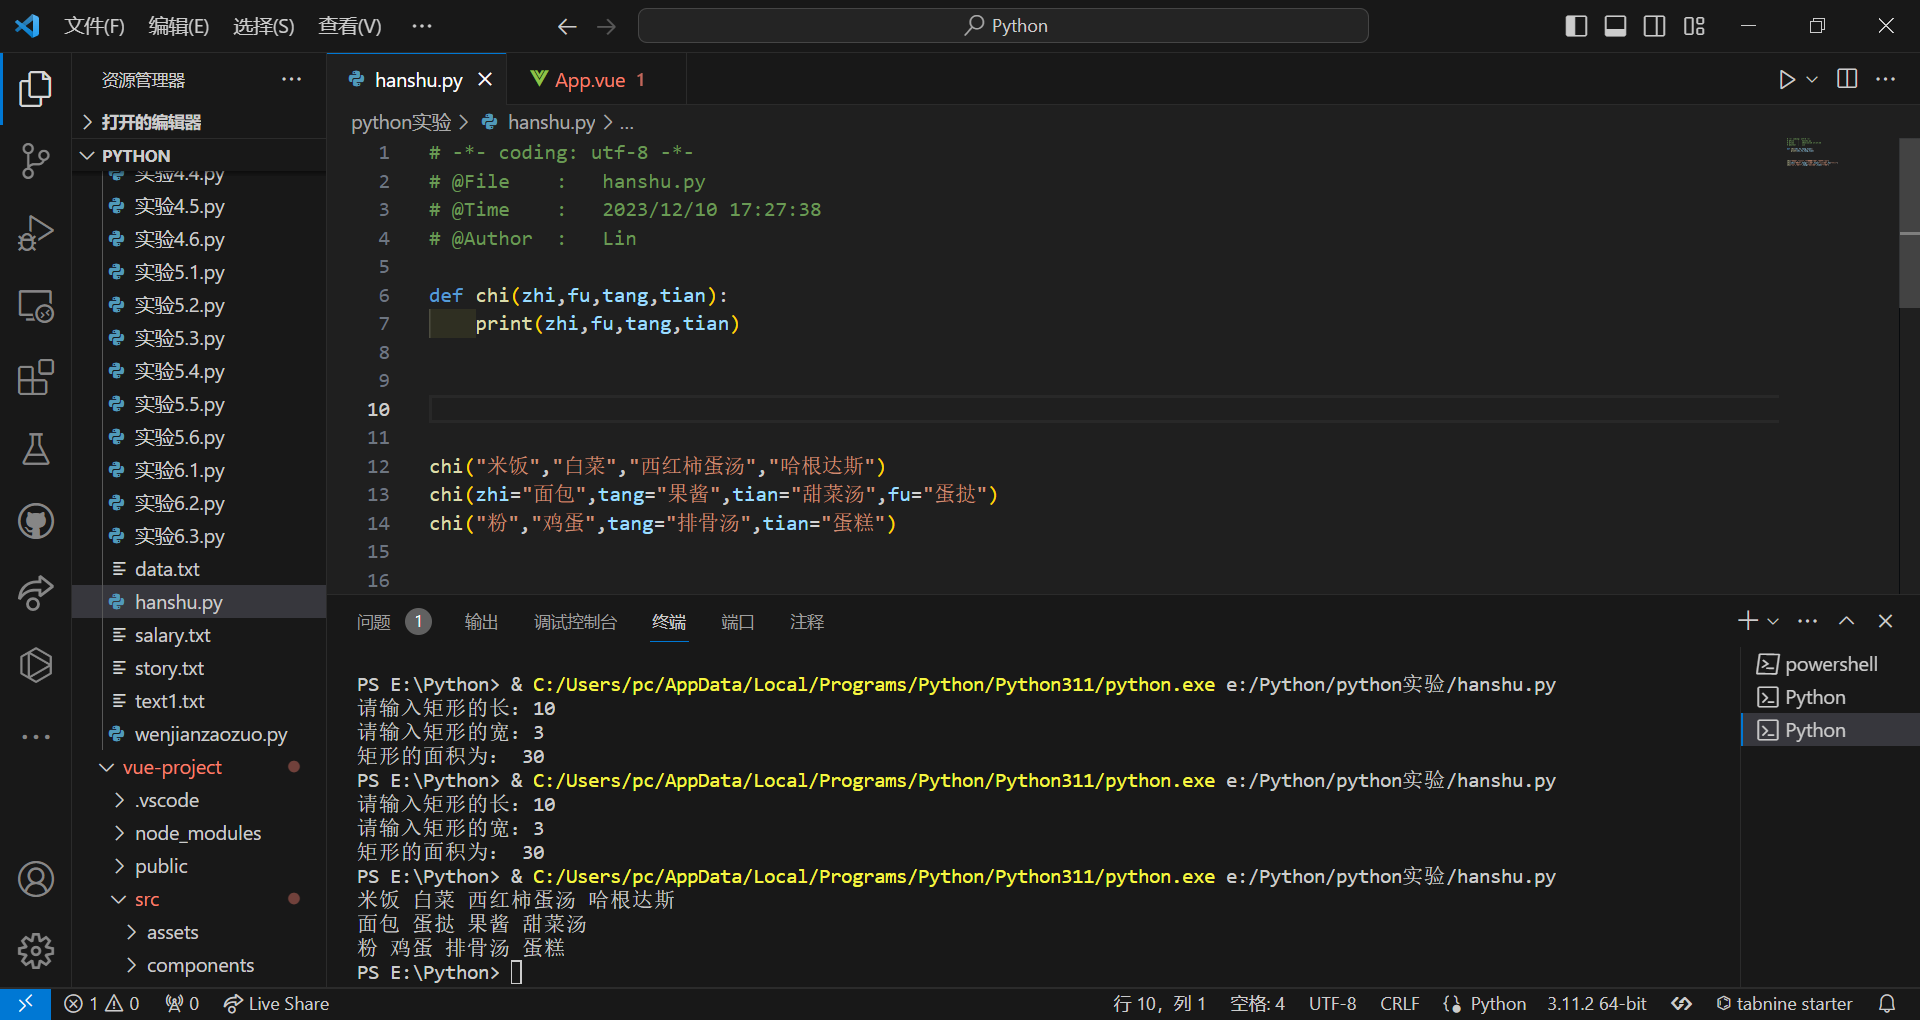 文件(F) 编辑(E) 选择(S) 查看(V) ··· Python
资源管理器 ···
打开的编辑器
PYTHON
实验4.4.py
实验4.5.py
实验4.6.py
实验5.1.py
实验5.2.py
实验5.3.py
实验5.4.py
实验5.5.py
实验5.6.py
实验6.1.py
实验6.2.py
实验6.3.py
data.txt
hanshu.py
salary.txt
story.txt
text1.txt
wenjianzaozuo.py
vue-project
.vscode
node_modules
public
src
assets
components
hanshu.py App.vue 1
python实验 > hanshu.py > ...
1 # -*- coding: utf-8 -*-
2 # @File : hanshu.py
3 # @Time : 2023/12/10 17:27:38
4 # @Author : Lin
5
6 def chi(zhi,fu,tang,tian):
7 print(zhi,fu,tang,tian)
8
9
10
11
12 chi("米饭","白菜","西红柿蛋汤","哈根达斯")
13 chi(zhi="面包",tang="果酱",tian="甜菜汤",fu="蛋挞")
14 chi("粉","鸡蛋",tang="排骨汤",tian="蛋糕")
15
16
问题 1 输出 调试控制台 终端 端口 注释
PS E:\Python> & C:/Users/pc/AppData/Local/Programs/Python/Python311/python.exe e:/Python/python实验/hanshu.py
请输入矩形的长: 10
请输入矩形的宽: 3
矩形的面积为: 30
PS E:\Python> & C:/Users/pc/AppData/Local/Programs/Python/Python311/python.exe e:/Python/python实验/hanshu.py
请输入矩形的长: 10
请输入矩形的宽: 3
矩形的面积为: 30
PS E:\Python> & C:/Users/pc/AppData/Local/Programs/Python/Python311/python.exe e:/Python/python实验/hanshu.py
米饭 白菜 西红柿蛋汤 哈根达斯
面包 蛋挞 果酱 甜菜汤
粉 鸡蛋 排骨汤 蛋糕
PS E:\Python>
powershell
Python
Python
1 0 0 Live Share 行 10, 列 1 空格: 4 UTF-8 CRLF Python 3.11.2 64-bit tabnine starter